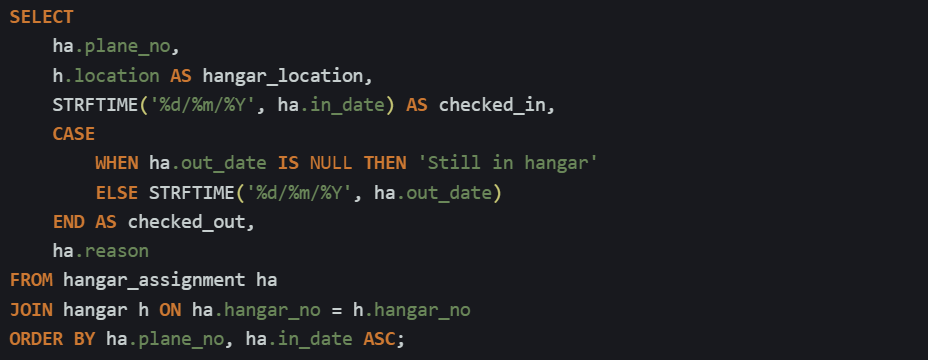 SELECT
    ha.plane_no,
    h.location AS hangar_location,
    STRFTIME('%d/%m/%Y', ha.in_date) AS checked_in,
    CASE
        WHEN ha.out_date IS NULL THEN 'Still in hangar'
        ELSE STRFTIME('%d/%m/%Y', ha.out_date)
    END AS checked_out,
    ha.reason
FROM hangar_assignment ha
JOIN hangar h ON ha.hangar_no = h.hangar_no
ORDER BY ha.plane_no, ha.in_date ASC;